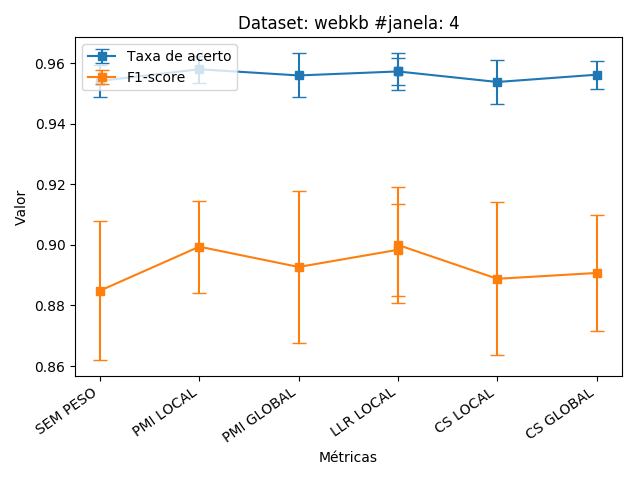 Dataset: webkb #janela: 4
Taxa de acerto
F1-score
0.96
0.94
0.92
0.90
0.88
0.86
Valor
SEM PESO
PMI LOCAL
PMI GLOBAL
LLR LOCAL
CS LOCAL
CS GLOBAL
Métricas